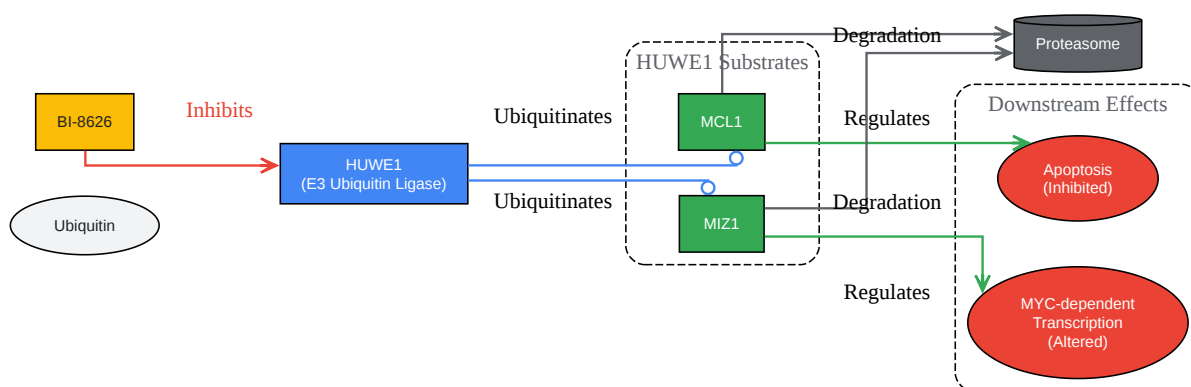 Degradation
Proteasome
HUWE1 Substrates
Downstream Effects
BI-8626
Inhibits
Ubiquitinates
MCL1
Regulates
HUWE1
(E3 Ubiquitin Ligase)
Apoptosis
(Inhibited)
Ubiquitin
Ubiquitinates
MIZ1
Degradation
Regulates
MYC-dependent
Transcription
(Altered)